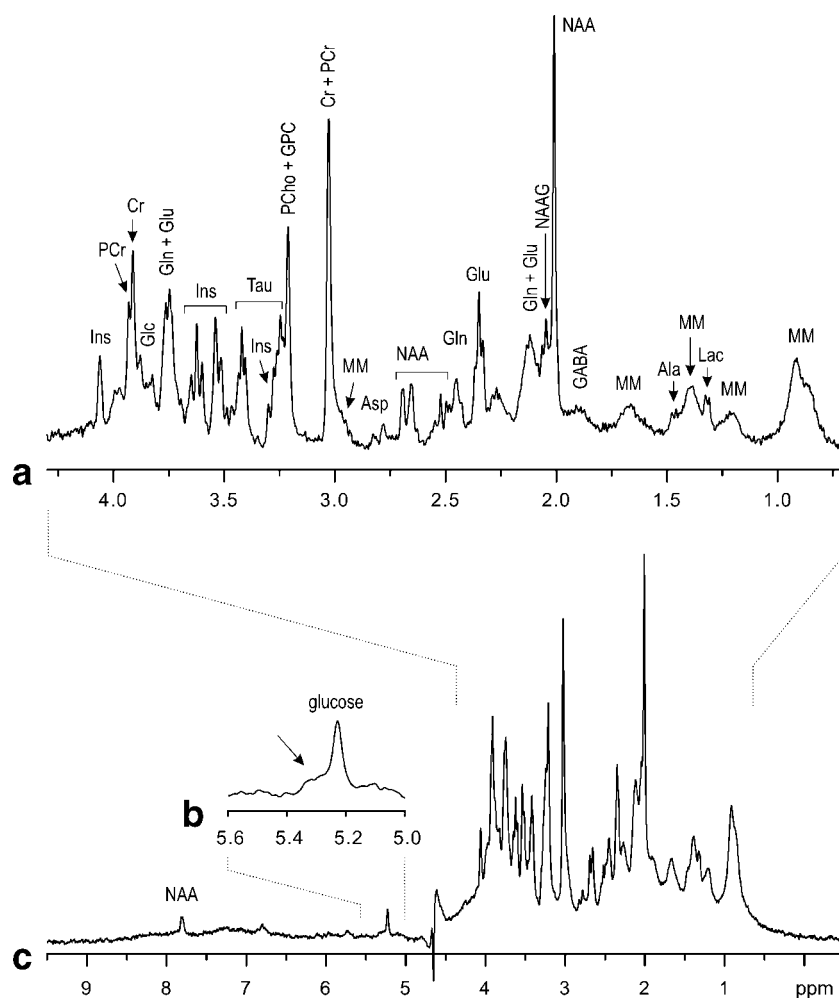 NAA
Cr + PCr
PCho + GPC
Cr
PCr
Gln + Glu
NAAG
Gln + Glu
Glu
Tau
Ins
Glc
Ins
Ins
MM
NAA
Gln
GABA
MM
MM
Ala
Lac
MM
MM
Asp
a
4.0 3.5 3.0 2.5 2.0 1.5 1.0
glucose
b
5.6 5.4 5.2 5.0
NAA
c
9 8 7 6 5 4 3 2 1 ppm